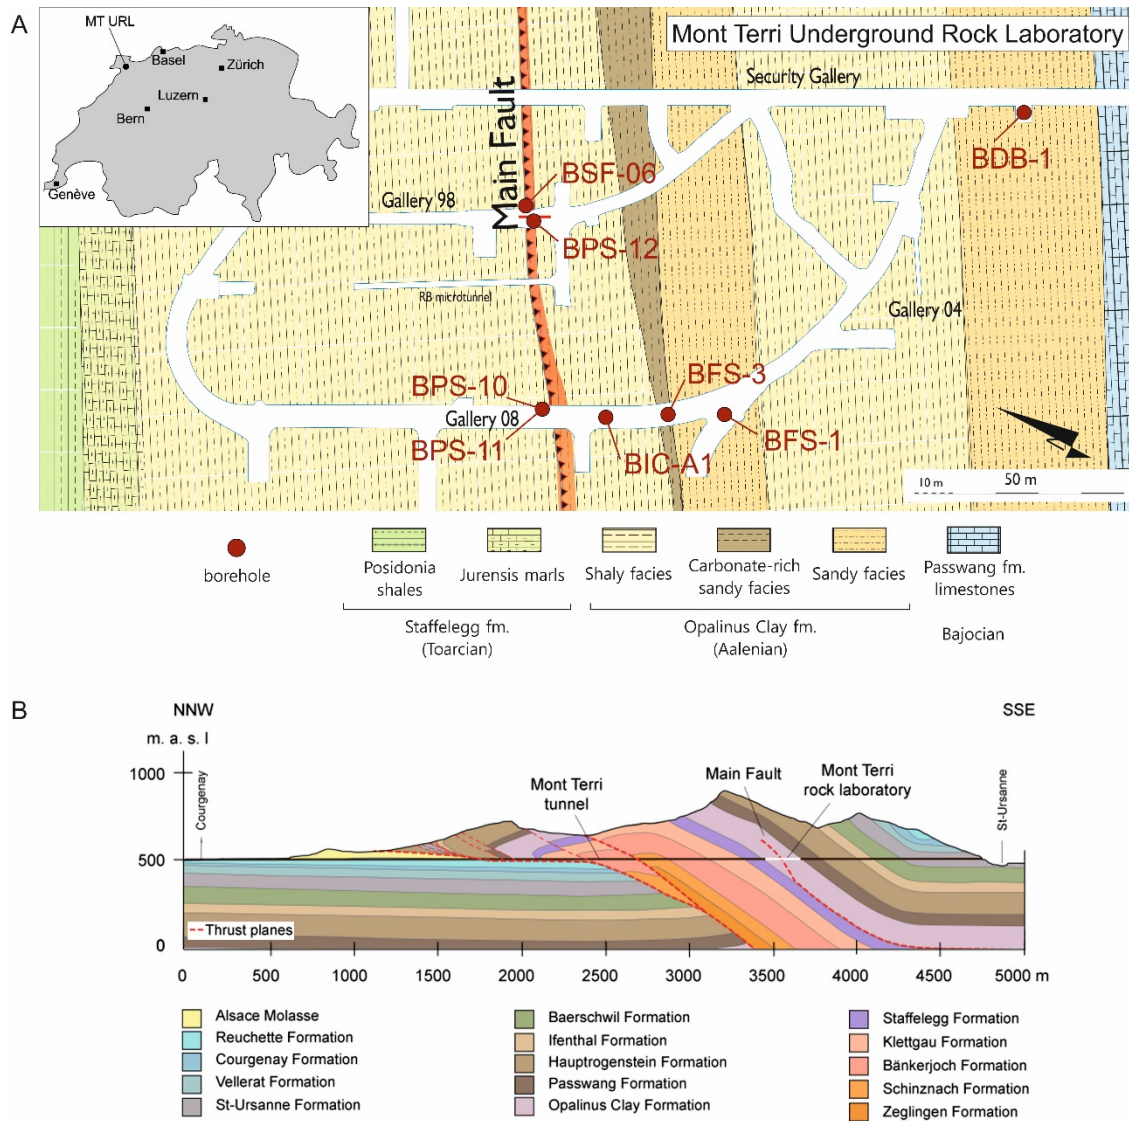 A
MT URL
Basel
Zürich
Luzern
Bern
Genève
Mont Terri Underground Rock Laboratory
Security Gallery
Main Fault
BDB-1
BSF-06
Gallery 98
BPS-12
RB microtunnel
Gallery 04
BPS-10
BFS-3
Gallery 08
BPS-11
BIC-A1
BFS-1
N
10 m
50 m
borehole
Posidonia
shales
Jurensis marls
Shaly facies
Carbonate-rich
sandy facies
Sandy facies
Passwang fm.
limestones
Staffelegg fm.
(Toarcian)
Opalinus Clay fm.
(Aalenian)
Bajocian
B
NNW
SSE
m. a. s. l
1000
500
0
Courgenay
Mont Terri
tunnel
Main Fault
Mont Terri
rock laboratory
St-Ursanne
Thrust planes
0
500
1000
1500
2000
2500
3000
3500
4000
4500
5000 m
Alsace Molasse
Reuchette Formation
Courgenay Formation
Vellerat Formation
St-Ursanne Formation
Baerschwil Formation
Ifenthal Formation
Hauptrogenstein Formation
Passwang Formation
Opalinus Clay Formation
Staffelegg Formation
Klettgau Formation
Bänkerjoch Formation
Schinznach Formation
Zeglingen Formation